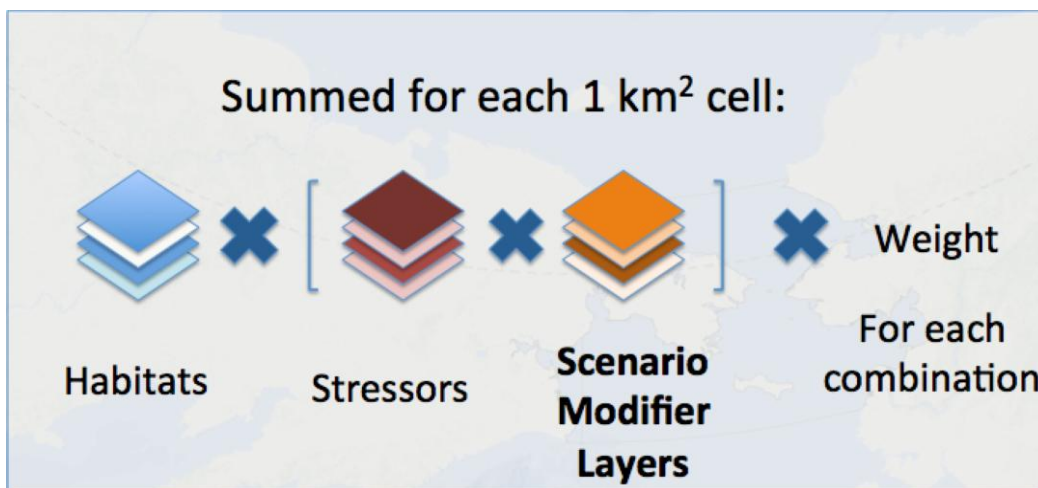 Summed for each 1 km² cell:
Habitats
Stressors
Scenario
Modifier
Layers
Weight
For each
combination